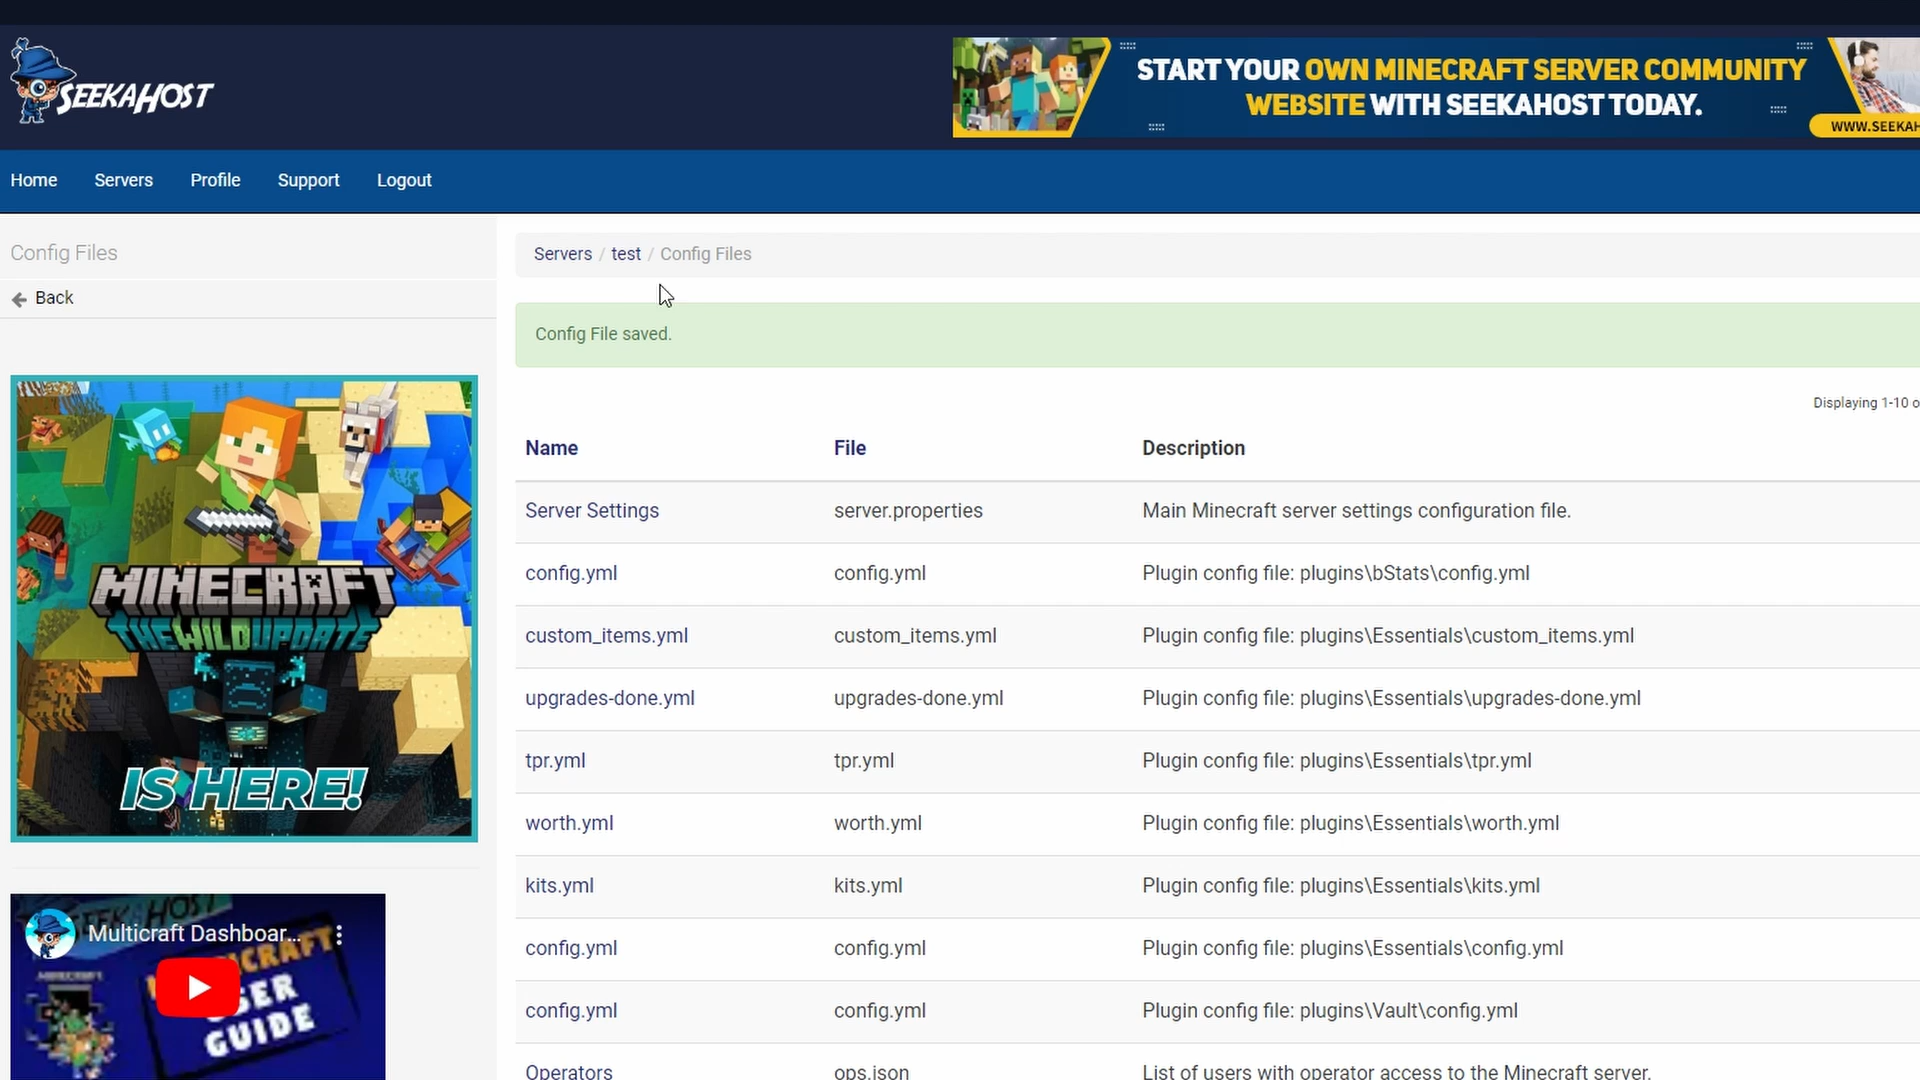 SEEKAHOST
START YOUR OWN MINECRAFT SERVER COMMUNITY
WEBSITE WITH SEEKAHOST TODAY.
WWW.SEEKAH
Home
Servers
Profile
Support
Logout
Config Files
Back
Servers / test / Config Files
Config File saved.
Displaying 1-10 o
Name
File
Description
Server Settings
server.properties
Main Minecraft server settings configuration file.
config.yml
config.yml
Plugin config file: plugins\bStats\config.yml
custom_items.yml
custom_items.yml
Plugin config file: plugins\Essentials\custom_items.yml
upgrades-done.yml
upgrades-done.yml
Plugin config file: plugins\Essentials\upgrades-done.yml
tpr.yml
tpr.yml
Plugin config file: plugins\Essentials\tpr.yml
worth.yml
worth.yml
Plugin config file: plugins\Essentials\worth.yml
kits.yml
kits.yml
Plugin config file: plugins\Essentials\kits.yml
config.yml
config.yml
Plugin config file: plugins\Essentials\config.yml
config.yml
config.yml
Plugin config file: plugins\Vault\config.yml
Operators
ops.json
List of users with operator access to the Minecraft server.
MINECRAFT
THE WILD UPDATE
IS HERE!
Multicraft Dashboar...
USER
GUIDE